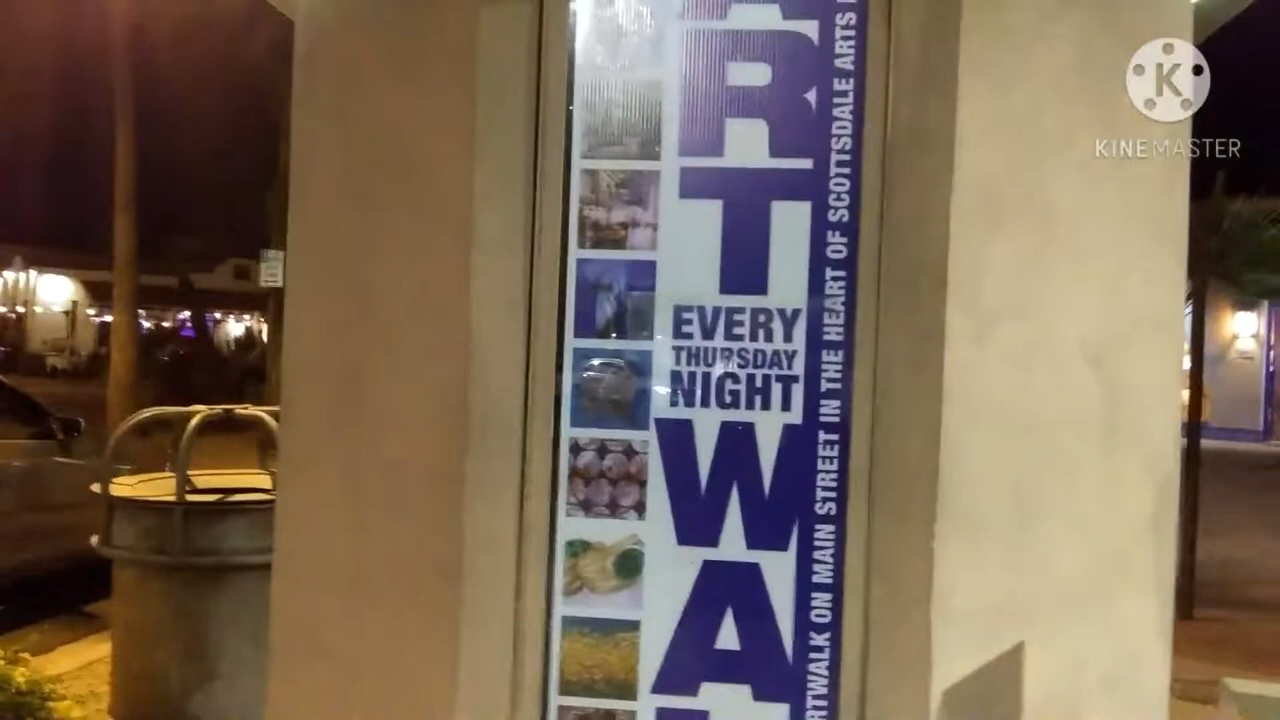 RT
EVERY
THURSDAY
NIGHT
WA
RTWALK ON MAIN STREET IN THE HEART OF SCOTTSDALE ARTS
K
KINEMASTER